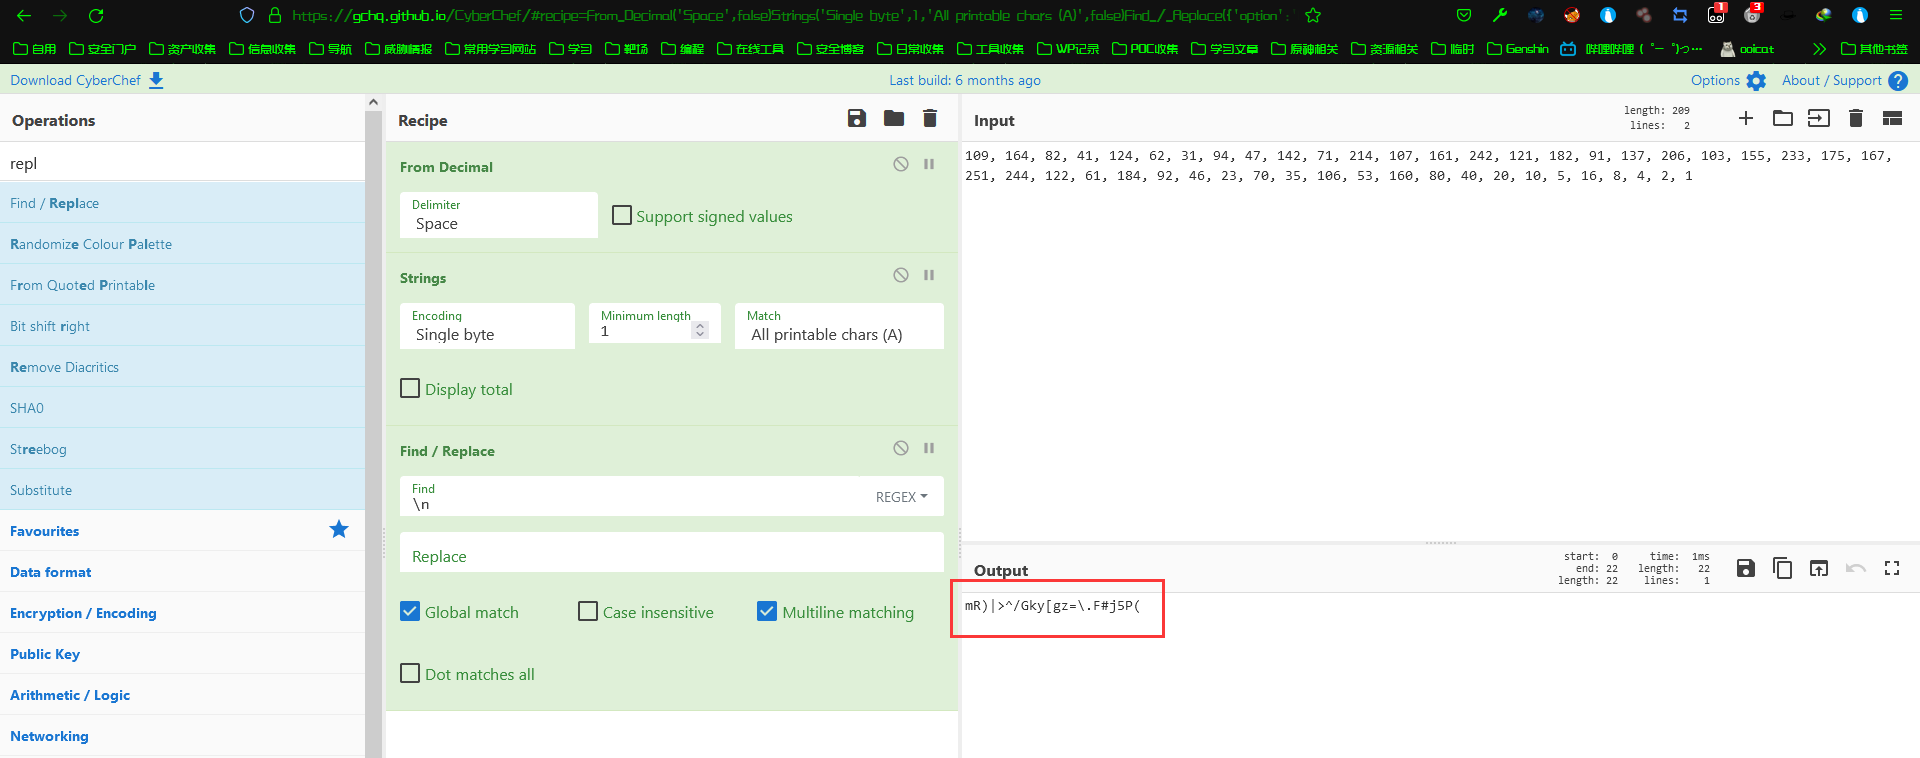 https://gchq.github.io/CyberChef/#recipe=From_Decimal('Space',false)Strings('Single byte',1,'All printable chars (A)',false)Find_/_Replace({'option':'
1
3
自用 安全门户 资产收集 信息收集 导航 威胁情报 常用学习网站 学习 靶场 编程 在线工具 安全博客 日常收集 工具收集 WP记录 POC收集 学习文章 原神相关 资源相关 临时 Genshin 哔哩哔哩 ( ゜- ゜)つ… ooicat 其他书签
Download CyberChef
Last build: 6 months ago
Options
About / Support
Operations
repl
Find / Replace
Randomize Colour Palette
From Quoted Printable
Bit shift right
Remove Diacritics
SHA0
Streebog
Substitute
Favourites
Data format
Encryption / Encoding
Public Key
Arithmetic / Logic
Networking
Recipe
From Decimal
Delimiter
Space
Support signed values
Strings
Encoding
Single byte
Minimum length
1
Match
All printable chars (A)
Display total
Find / Replace
Find
\n
REGEX
Replace
Global match
Case insensitive
Multiline matching
Dot matches all
Input
length: 209
lines: 2
109, 164, 82, 41, 124, 62, 31, 94, 47, 142, 71, 214, 107, 161, 242, 121, 182, 91, 137, 206, 103, 155, 233, 175, 167,
251, 244, 122, 61, 184, 92, 46, 23, 70, 35, 106, 53, 160, 80, 40, 20, 10, 5, 16, 8, 4, 2, 1
Output
start: 0
end: 22
length: 22
time: 1ms
length: 22
lines: 1
mR)|>^/Gky[gz=\.F#j5P(